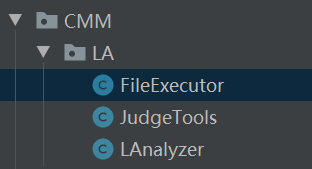 CMM
LA
FileExecutor
JudgeTools
LAnalyzer